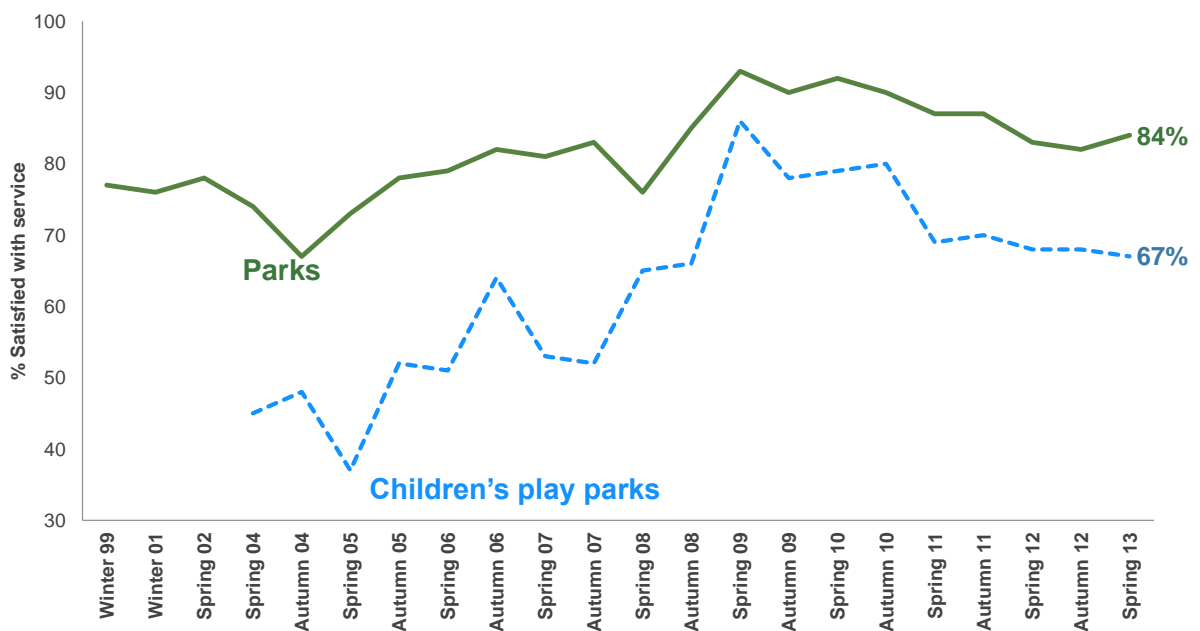 100
90
80
70
60
50
40
30
% Satisfied with service
Parks
Children’s play parks
84%
67%
Winter 99
Winter 01
Spring 02
Spring 04
Autumn 04
Spring 05
Autumn 05
Spring 06
Autumn 06
Spring 07
Autumn 07
Spring 08
Autumn 08
Spring 09
Autumn 09
Spring 10
Autumn 10
Spring 11
Autumn 11
Spring 12
Autumn 12
Spring 13